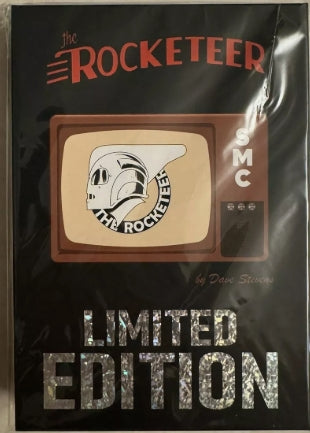 the
ROCKETEER
SMC
THE ROCKETEER
by Dave Stevens
LIMITED
EDITION